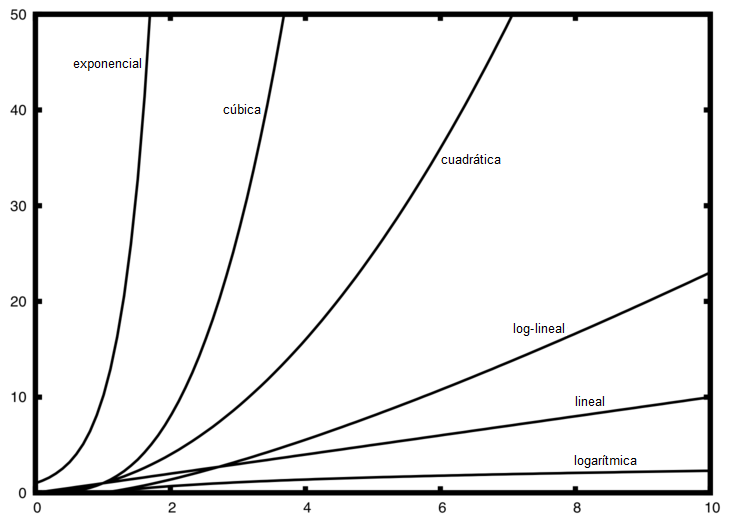 50
exponencial
cúbica
40
cuadrática
30
20
log-lineal
lineal
10
logarítmica
0
0 2 4 6 8 10